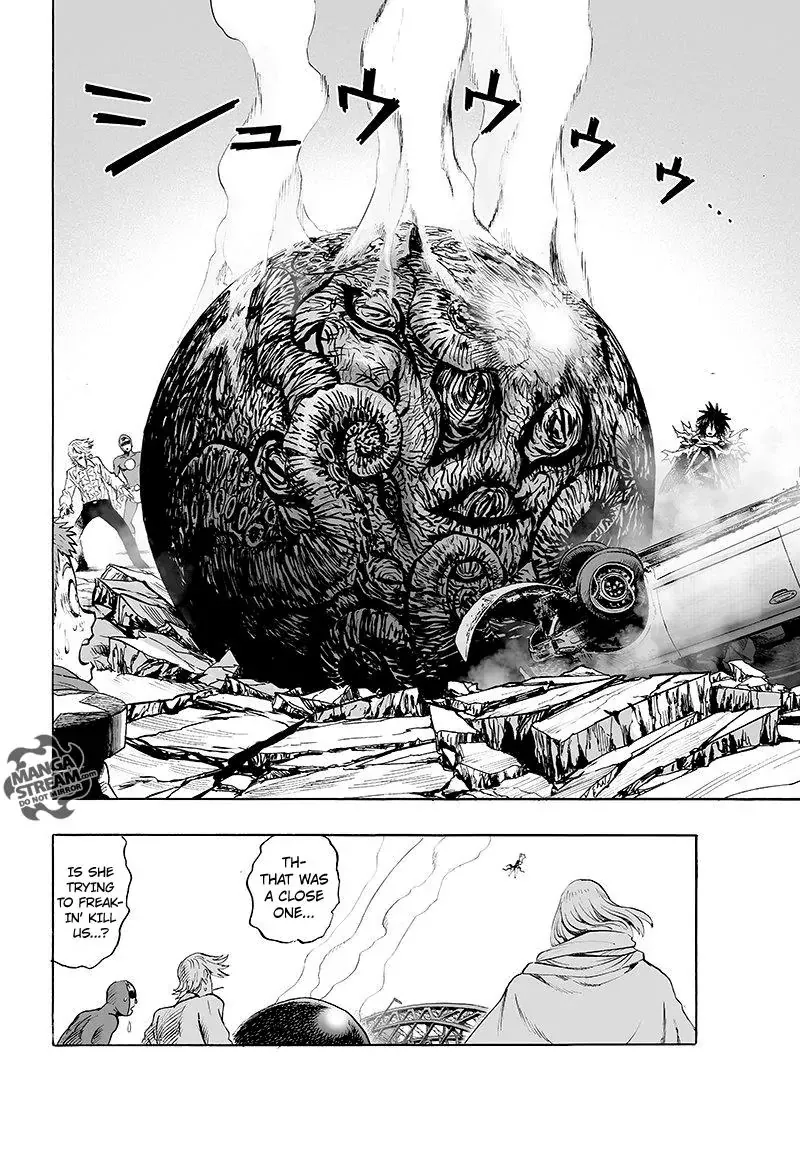 シュウウウゥ…
TH-
THAT WAS
A CLOSE
ONE...
IS SHE
TRYING
TO FREAK-
IN' KILL
US...?
MANGA
STREAM.com
DO NOT MIRROR